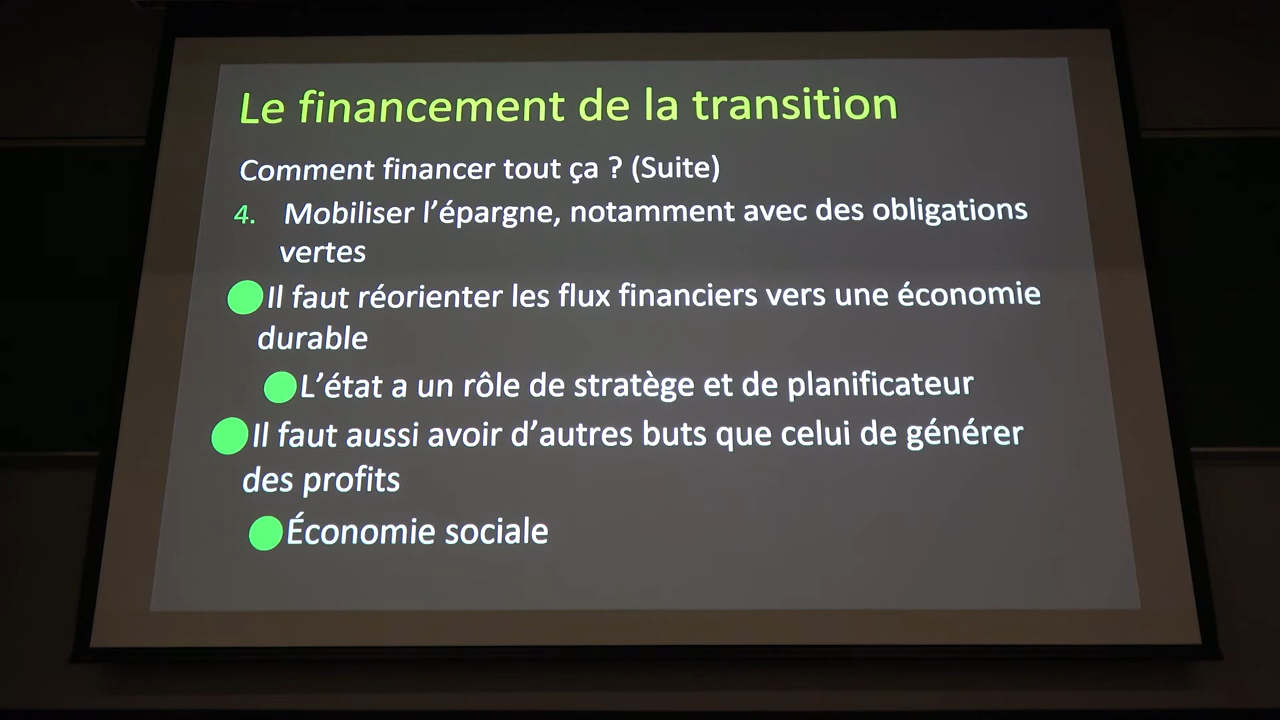 Le financement de la transition
Comment financer tout ça ? (Suite)
4. Mobiliser l’épargne, notamment avec des obligations
vertes
Il faut réorienter les flux financiers vers une économie
durable
L’état a un rôle de stratège et de planificateur
Il faut aussi avoir d’autres buts que celui de générer
des profits
Économie sociale